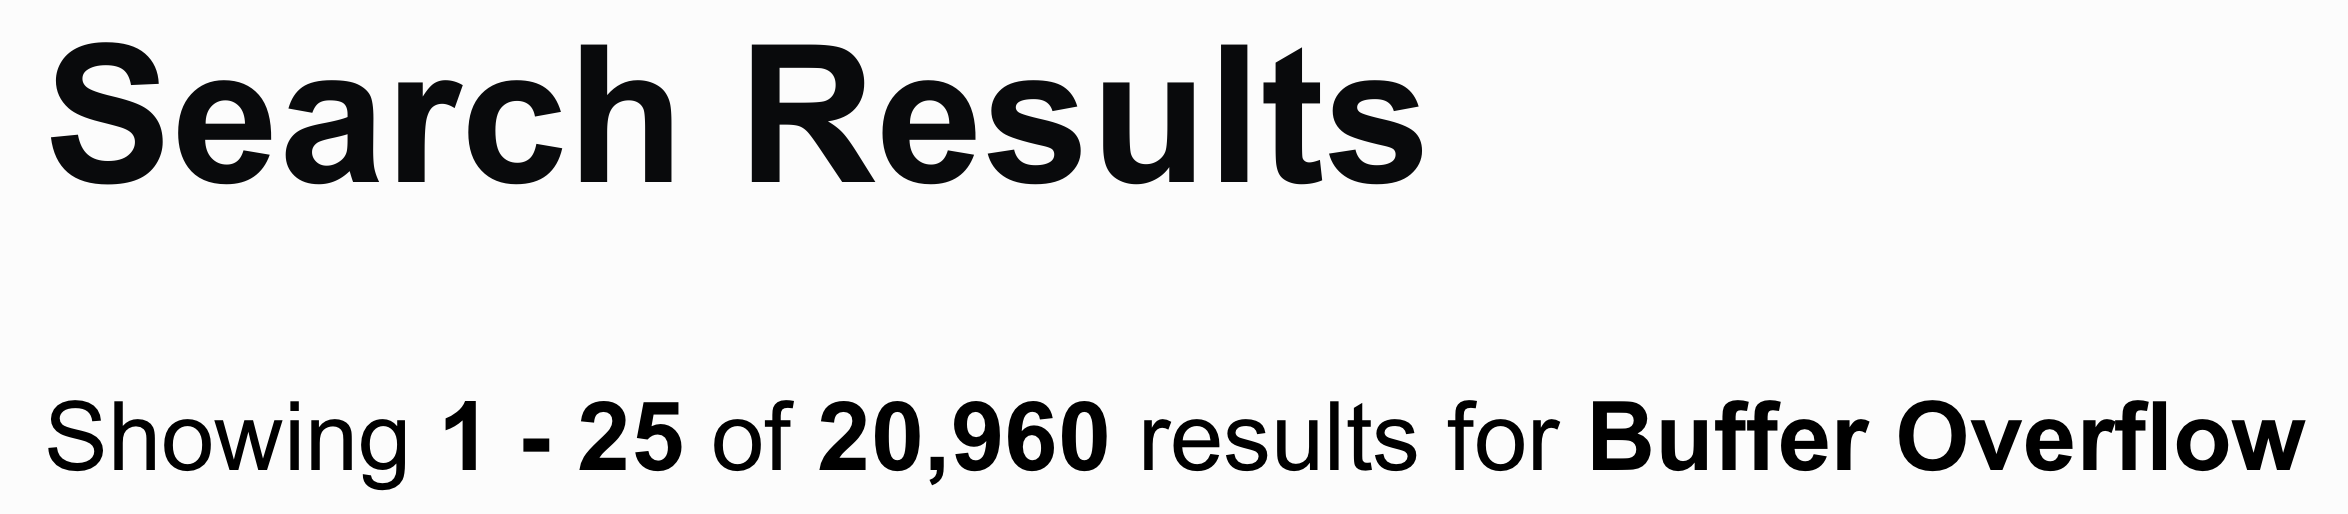 Search Results
Showing 1 - 25 of 20,960 results for Buffer Overflow